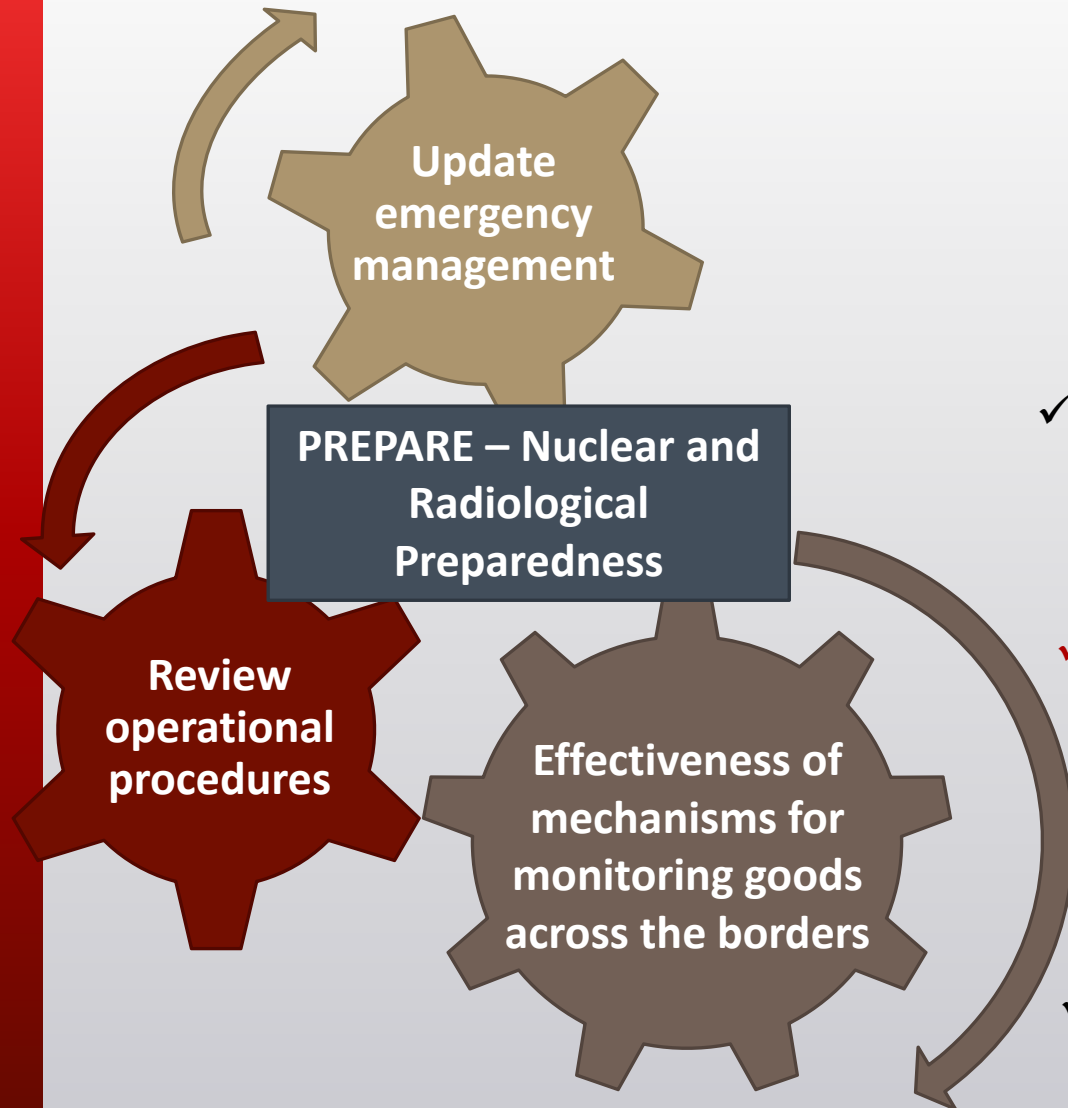 Update
emergency
management
PREPARE – Nuclear and
Radiological
Preparedness
Review
operational
procedures
Effectiveness of
mechanisms for
monitoring goods
across the borders